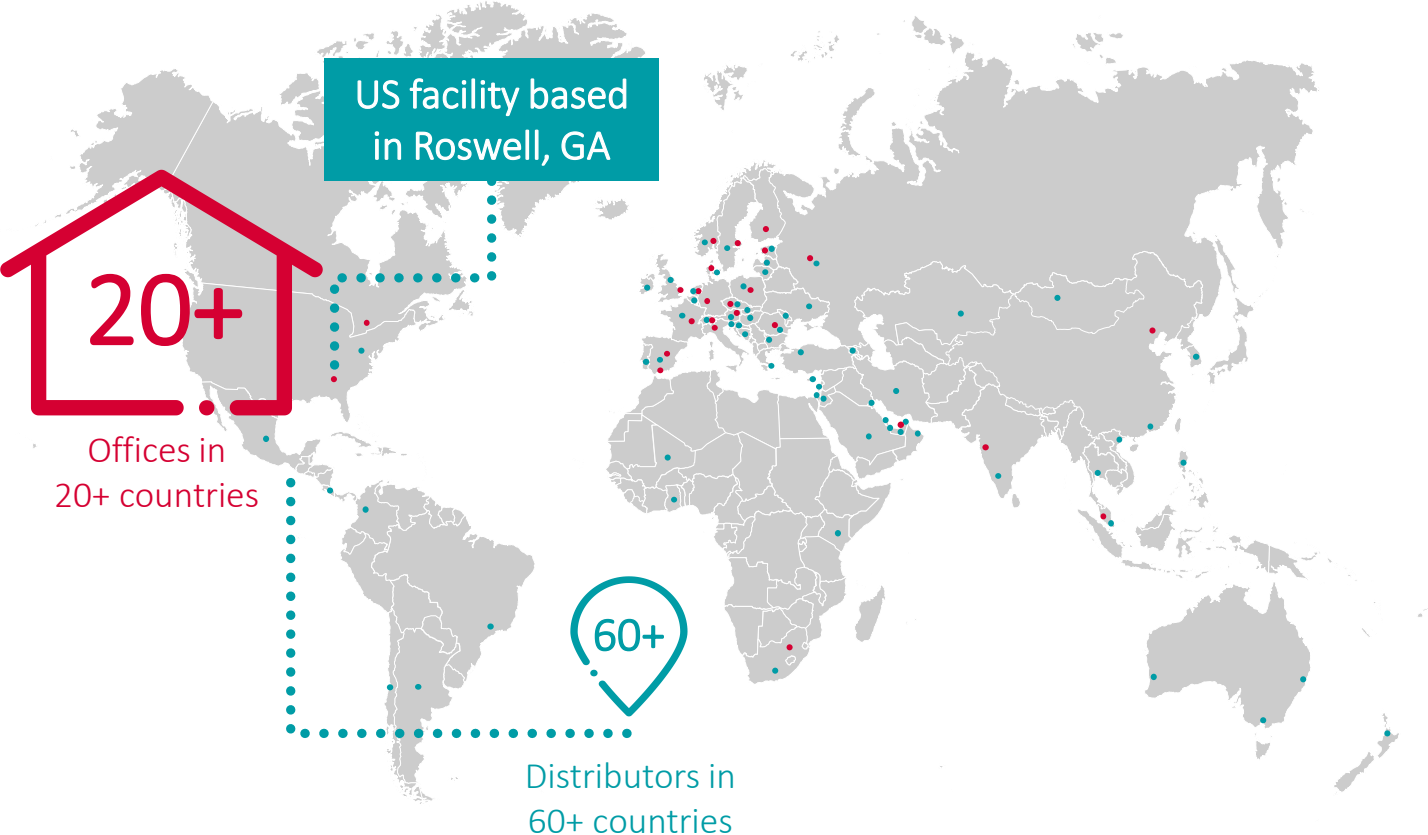 US facility based
in Roswell, GA
20+
Offices in
20+ countries
60+
Distributors in
60+ countries